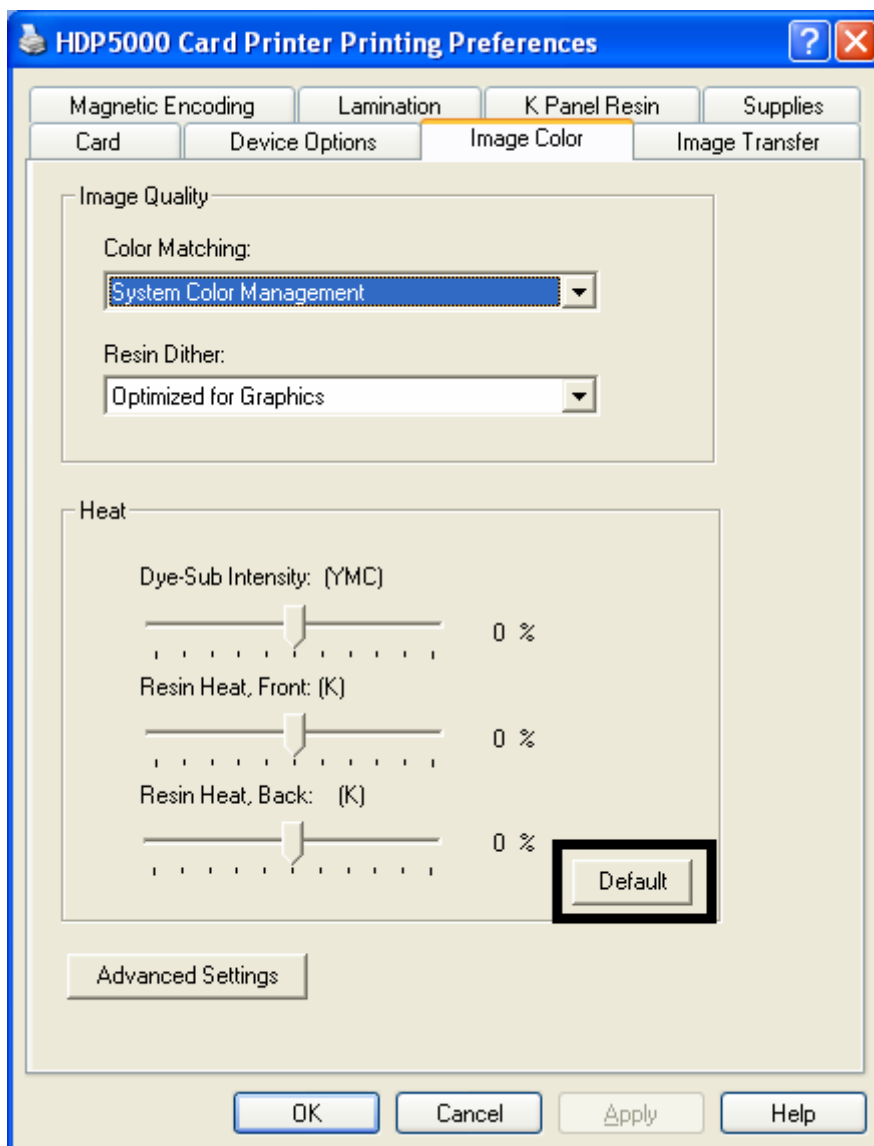 HDP5000 Card Printer Printing Preferences
Magnetic Encoding Lamination K Panel Resin Supplies
Card Device Options Image Color Image Transfer
Image Quality
Color Matching:
System Color Management
Resin Dither:
Optimized for Graphics
Heat
Dye-Sub Intensity: (YMC)
0 %
Resin Heat, Front: (K)
0 %
Resin Heat, Back: (K)
0 %
Default
Advanced Settings
OK Cancel Apply Help